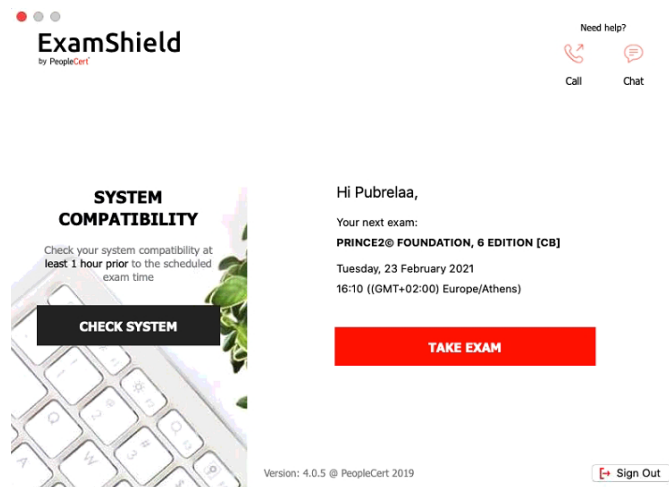 ExamShield
by PeopleCert
Need help?
Call
Chat
SYSTEM
COMPATIBILITY
Check your system compatibility at
least 1 hour prior to the scheduled
exam time
CHECK SYSTEM
Hi Pubrelaa,
Your next exam:
PRINCE2© FOUNDATION, 6 EDITION [CB]
Tuesday, 23 February 2021
16:10 ((GMT+02:00) Europe/Athens)
TAKE EXAM
Version: 4.0.5 @ PeopleCert 2019
Sign Out